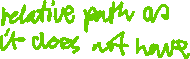 relative path as
it does not have